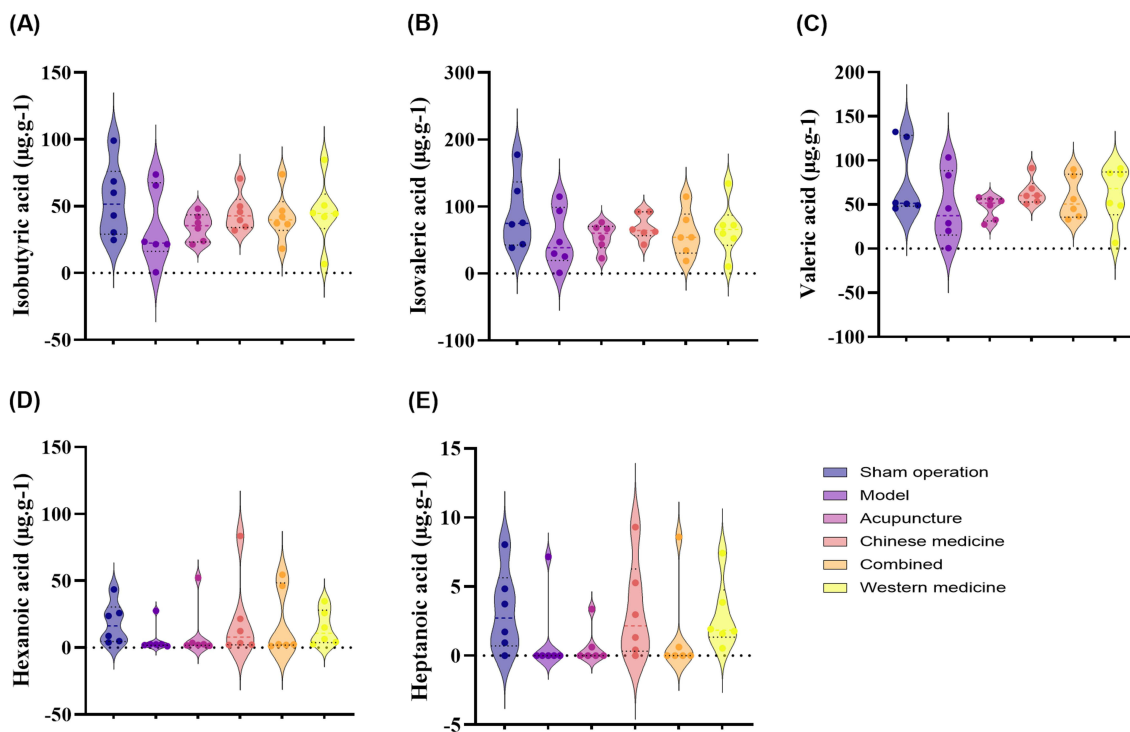 (A)
Isobutyric acid (µg.g-1)
150
100
50
0
-50
(B)
Isovaleric acid (µg.g-1)
300
200
100
0
-100
(C)
Valeric acid (µg.g-1)
200
150
100
50
0
-50
-100
(D)
Hexanoic acid (µg.g-1)
150
100
50
0
-50
(E)
Heptanoic acid (µg.g-1)
15
10
5
0
-5
Sham operation
Model
Acupuncture
Chinese medicine
Combined
Western medicine